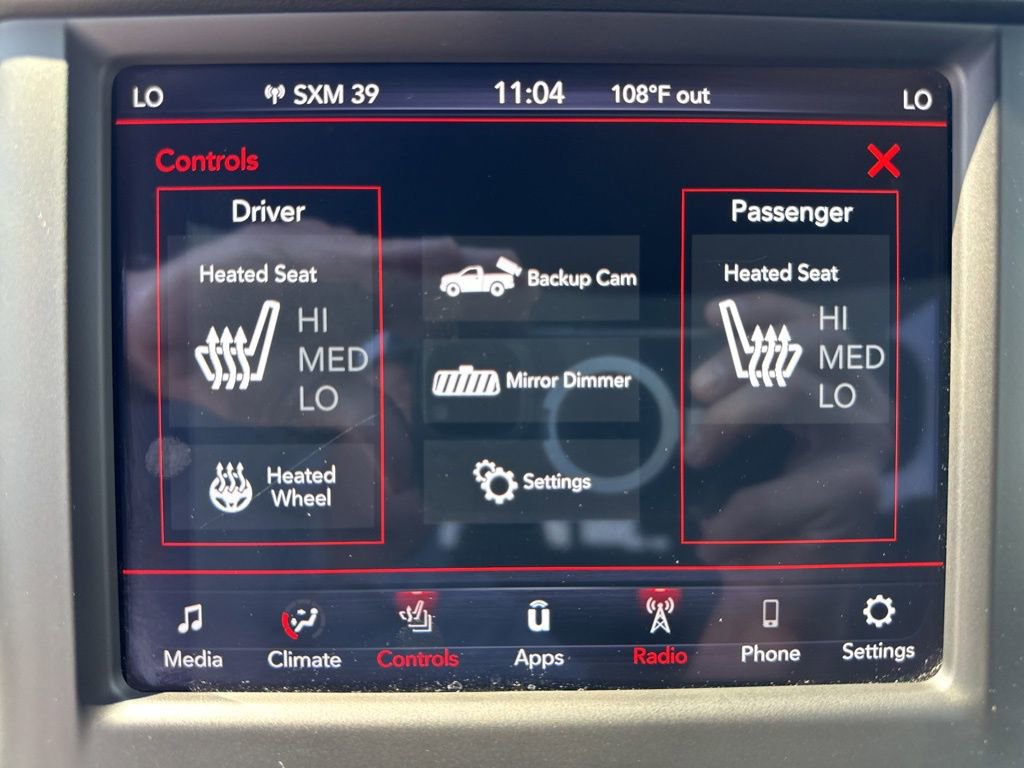 LO
SXM 39
11:04
108°F out
LO
Controls
Driver
Heated Seat
HI
MED
LO
Heated
Wheel
Backup Cam
Mirror Dimmer
Settings
Passenger
Heated Seat
HI
MED
LO
Media
Climate
Controls
Apps
Radio
Phone
Settings